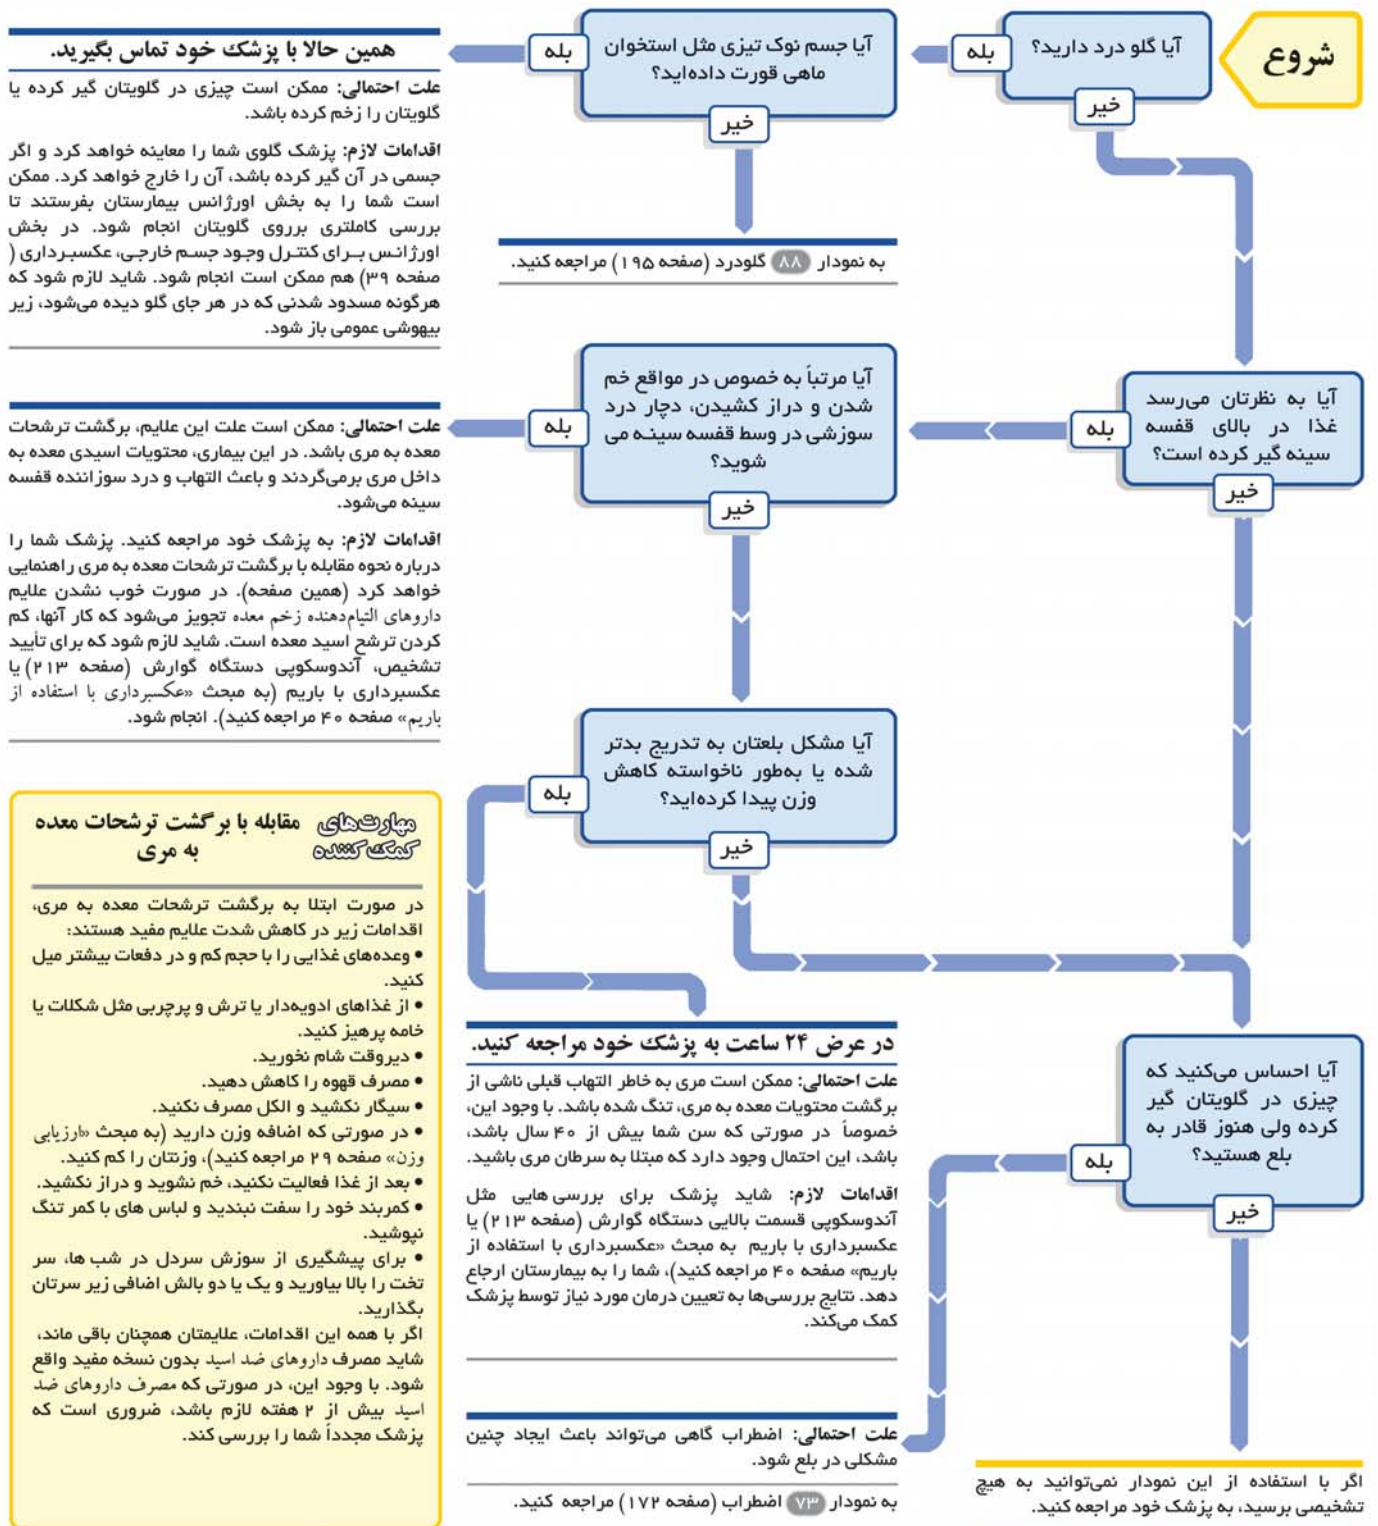 شروع
آیا گلو درد دارید؟
بله
خیر
آیا جسم نوک تیزی مثل استخوان
ماهی قورت داده‌اید؟
بله
خیر
همین حالا با پزشک خود تماس بگیرید.
علت احتمالی: ممکن است چیزی در گلویتان گیر کرده یا
گلویتان را زخم کرده باشد.
اقدامات لازم: پزشک گلوی شما را معاینه خواهد کرد و اگر
جسمی در آن گیر کرده باشد، آن را خارج خواهد کرد. ممکن
است شما را به بخش اورژانس بیمارستان بفرستند تا
بررسی کاملتری برروی گلویتان انجام شود. در بخش
اورژانس برای کنترل وجود جسم خارجی، عکسبرداری (
صفحه ۳۹) هم ممکن است انجام شود. شاید لازم شود که
هرگونه مسدود شدنی که در هر جای گلو دیده می‌شود، زیر
بیهوشی عمومی باز شود.
به نمودار ۸۸ گلودرد (صفحه ۱۹۵) مراجعه کنید.
آیا به نظرتان می‌رسد
غذا در بالای قفسه
سینه گیر کرده است؟
بله
خیر
آیا مرتباً به خصوص در مواقع خم
شدن و دراز کشیدن، دچار درد
سوزشی در وسط قفسه سینه می
شوید؟
بله
خیر
علت احتمالی: ممکن است علت این علایم، برگشت ترشحات
معده به مری باشد. در این بیماری، محتویات اسیدی معده به
داخل مری برمی‌گردند و باعث التهاب و درد سوزاننده قفسه
سینه می‌شود.
اقدامات لازم: به پزشک خود مراجعه کنید. پزشک شما را
درباره نحوه مقابله با برگشت ترشحات معده به مری راهنمایی
خواهد کرد (همین صفحه). در صورت خوب نشدن علایم
داروهای التیام‌دهنده زخم معده تجویز می‌شود که کار آنها، کم
کردن ترشح اسید معده است. شاید لازم شود که برای تأیید
تشخیص، آندوسکوپی دستگاه گوارش (صفحه ۲۱۳) یا
عکسبرداری با باریم (به مبحث «عکسبرداری با استفاده از
باریم» صفحه ۴۰ مراجعه کنید). انجام شود.
آیا مشکل بلعتان به تدریج بدتر
شده یا به‌طور ناخواسته کاهش
وزن پیدا کرده‌اید؟
بله
خیر
در عرض ۲۴ ساعت به پزشک خود مراجعه کنید.
علت احتمالی: ممکن است مری به خاطر التهاب قبلی ناشی از
برگشت محتویات معده به مری، تنگ شده باشد. با وجود این،
خصوصاً در صورتی که سن شما بیش از ۴۰ سال باشد،
باشد، این احتمال وجود دارد که مبتلا به سرطان مری باشید.
اقدامات لازم: شاید پزشک برای بررسی هایی مثل
آندوسکوپی قسمت بالایی دستگاه گوارش (صفحه ۲۱۳) یا
عکسبرداری با باریم به مبحث «عکسبرداری با استفاده از
باریم» صفحه ۴۰ مراجعه کنید)، شما را به بیمارستان ارجاع
دهد. نتایج بررسی‌ها به تعیین درمان مورد نیاز توسط پزشک
کمک می‌کند.
آیا احساس می‌کنید که
چیزی در گلویتان گیر
کرده ولی هنوز قادر به
بلع هستید؟
بله
خیر
علت احتمالی: اضطراب گاهی می‌تواند باعث ایجاد چنین
مشکلی در بلع شود.
به نمودار ۷۳ اضطراب (صفحه ۱۷۲) مراجعه کنید.
اگر با استفاده از این نمودار نمی‌توانید به هیچ
تشخیصی برسید، به پزشک خود مراجعه کنید.
مهارت‌های کمک‌کننده
مقابله با برگشت ترشحات معده
به مری
در صورت ابتلا به برگشت ترشحات معده به مری،
اقدامات زیر در کاهش شدت علایم مفید هستند:
• وعده‌های غذایی را با حجم کم و در دفعات بیشتر میل
کنید.
• از غذاهای ادویه‌دار یا ترش و پرچربی مثل شکلات یا
خامه پرهیز کنید.
• دیروقت شام نخورید.
• مصرف قهوه را کاهش دهید.
• سیگار نکشید و الکل مصرف نکنید.
• در صورتی که اضافه وزن دارید (به مبحث «ارزیابی
وزن» صفحه ۲۹ مراجعه کنید)، وزنتان را کم کنید.
• بعد از غذا فعالیت نکنید، خم نشوید و دراز نکشید.
• کمربند خود را سفت نبندید و لباس های با کمر تنگ
نپوشید.
• برای پیشگیری از سوزش سردل در شب ها، سر
تخت را بالا بیاورید و یک یا دو بالش اضافی زیر سرتان
بگذارید.
اگر با همه این اقدامات، علایمتان همچنان باقی ماند،
شاید مصرف داروهای ضد اسید بدون نسخه مفید واقع
شود. با وجود این، در صورتی که مصرف داروهای ضد
اسید بیش از ۲ هفته لازم باشد، ضروری است که
پزشک مجدداً شما را بررسی کند.